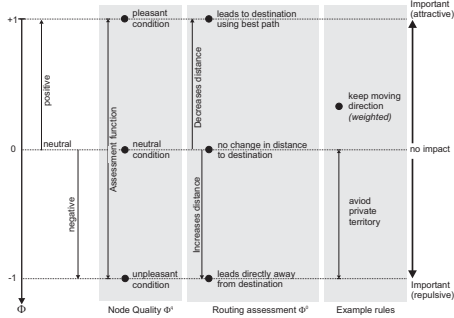 Important
(attractive)
+1
pleasant
condition
leads to destination
using best path
positive
Assessment function
Decreases distance
keep moving
direction
(weighted)
neutral
0
neutral
condition
no change in distance
to destination
no impact
negative
Increases distance
aviod
private
territory
-1
unpleasant
condition
leads directly away
from destination
Important
(repulsive)
Φ
Node Quality Φᵃ
Routing assessment Φᵇ
Example rules